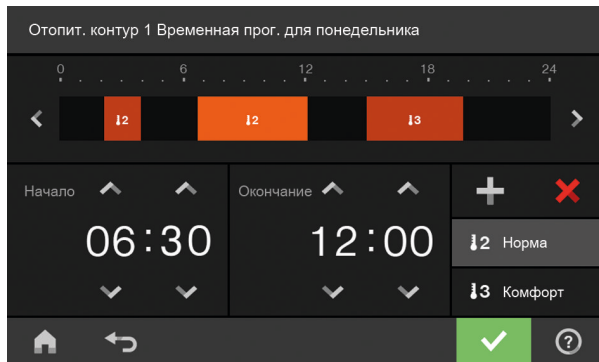 Отопит. контур 1 Временная прог. для понедельника
0 6 12 18 24
2 2 3
Начало Окончание
06:30 12:00
2 Норма
3 Комфорт
?